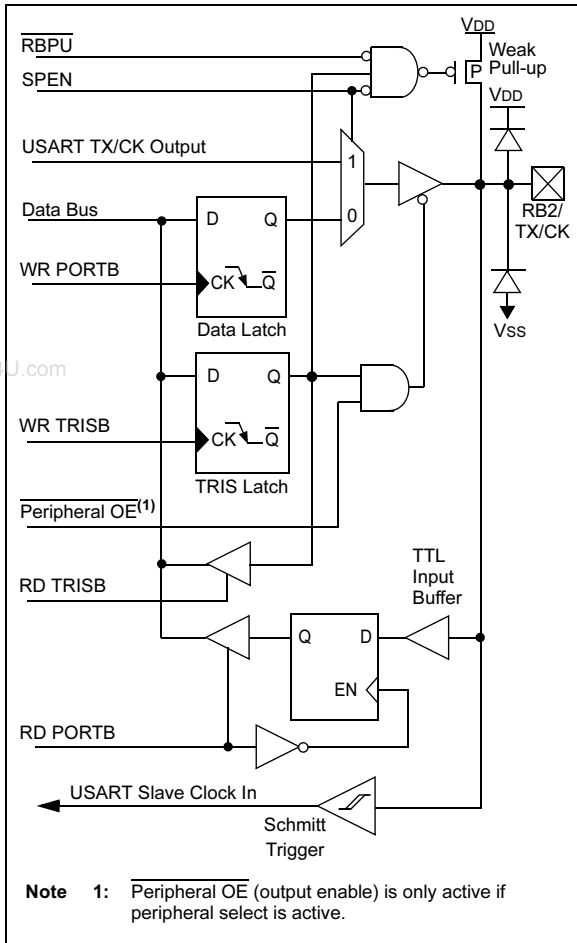 VDD
RBPU
Weak
Pull-up
P
SPEN
VDD
USART TX/CK Output
1
Data Bus
D Q
0
RB2/
TX/CK
WR PORTB
CK Q
Data Latch
VSS
4U.com
D Q
WR TRISB
CK Q
TRIS Latch
Peripheral OE(1)
TTL
Input
Buffer
RD TRISB
Q D
EN
RD PORTB
USART Slave Clock In
Schmitt
Trigger
Note 1: Peripheral OE (output enable) is only active if
peripheral select is active.